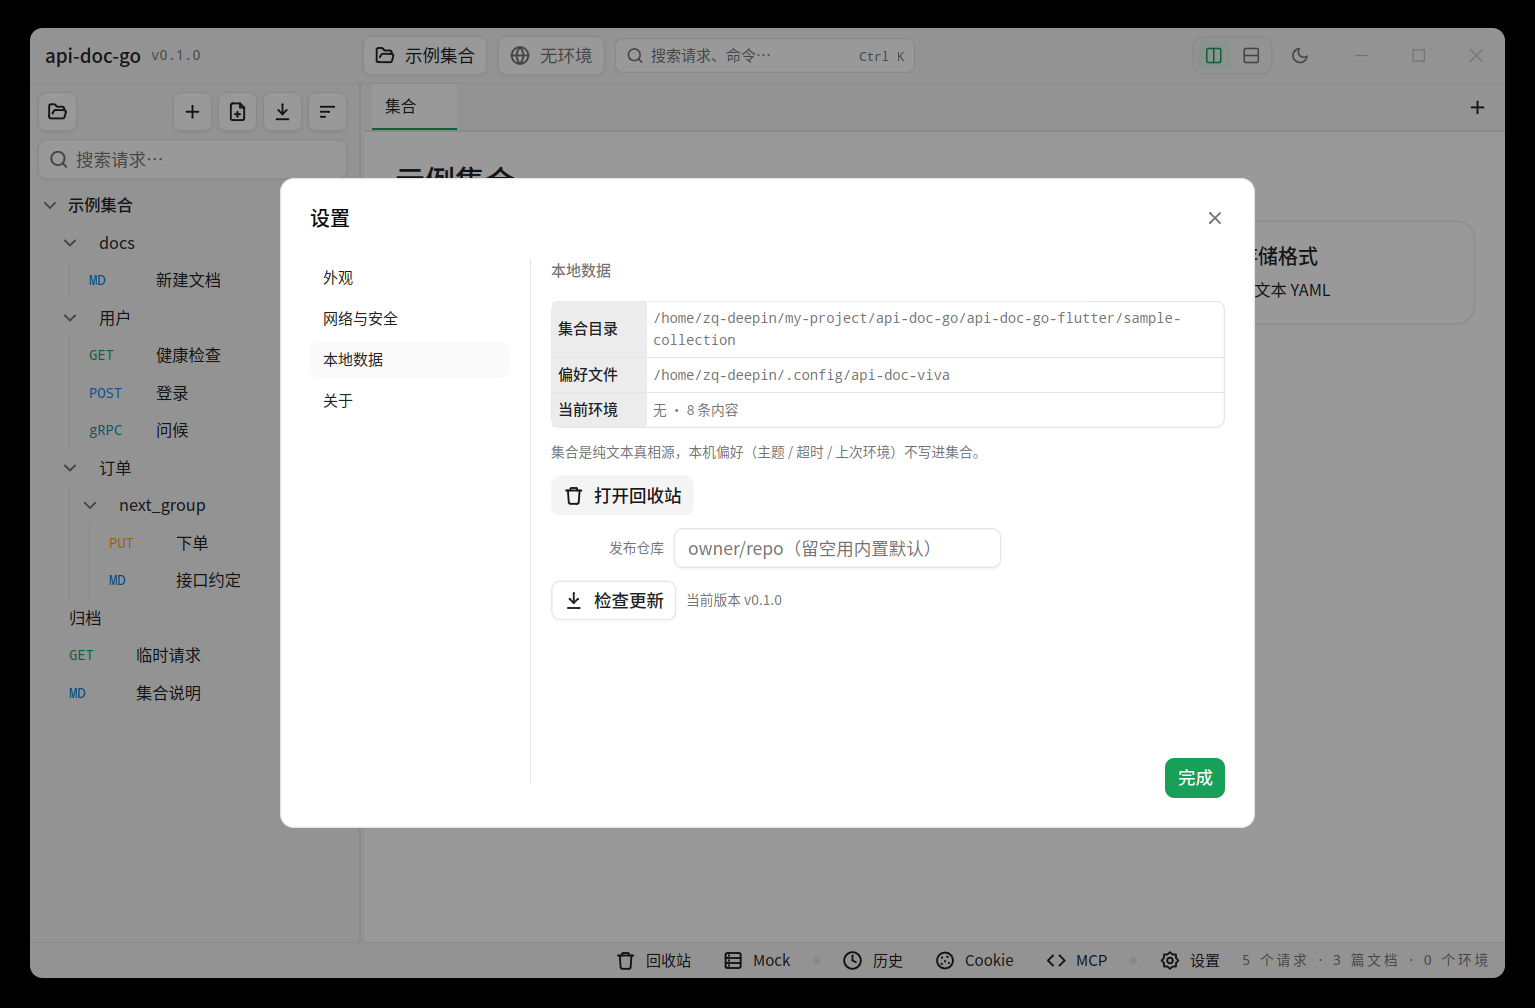 api-doc-go v0.1.0 示例集合 无环境 搜索请求、命令… Ctrl K
集合
搜索请求…
示例集合
示例集合
docs
MD 新建文档
用户
GET 健康检查
POST 登录
gRPC 问候
订单
next_group
PUT 下单
MD 接口约定
归档
GET 临时请求
MD 集合说明
储格式
文本 YAML
设置
外观
网络与安全
本地数据
关于
本地数据
集合目录 /home/zq-deepin/my-project/api-doc-go/api-doc-go-flutter/sample-
collection
偏好文件 /home/zq-deepin/.config/api-doc-viva
当前环境 无 · 8 条内容
集合是纯文本真相源，本机偏好（主题 / 超时 / 上次环境）不写进集合。
打开回收站
发布仓库 owner/repo（留空用内置默认）
检查更新 当前版本 v0.1.0
完成
回收站 Mock 历史 Cookie MCP 设置 5 个请求 · 3 篇文档 · 0 个环境